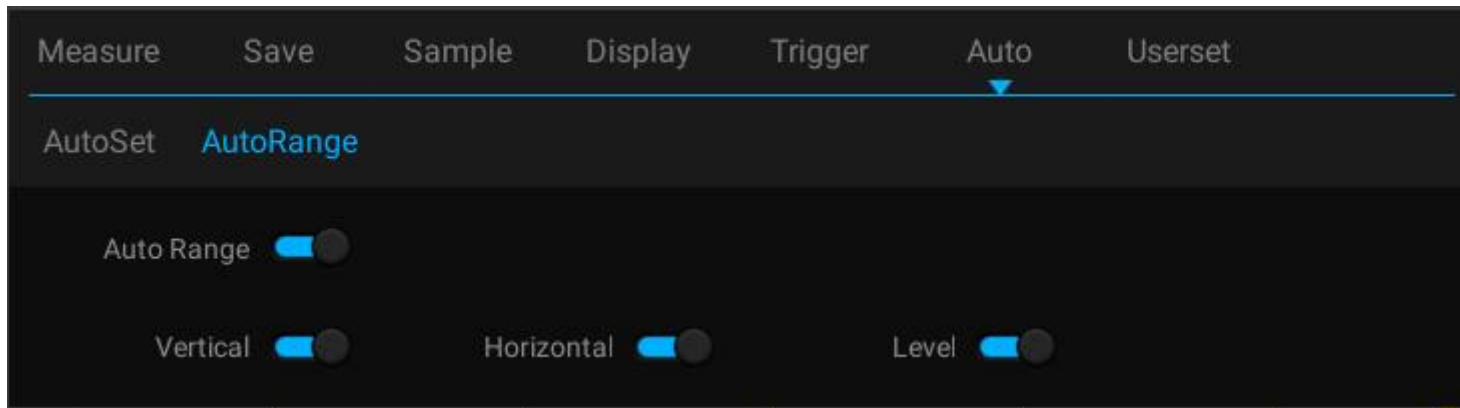 Measure Save Sample Display Trigger Auto Userset
AutoSet AutoRange
Auto Range
Vertical Horizontal Level